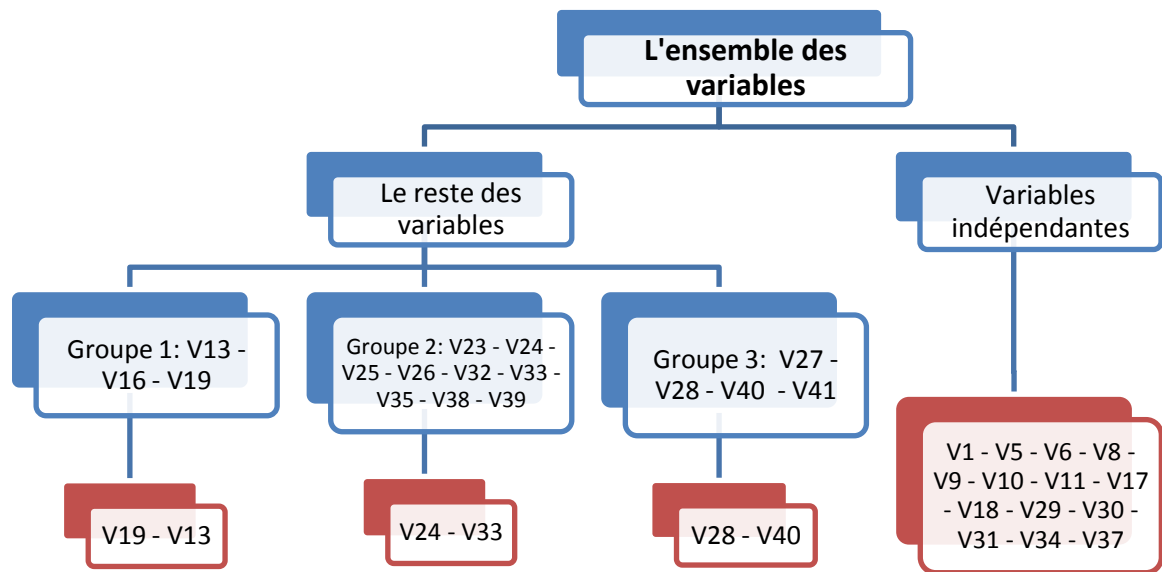 L'ensemble des
variables
Le reste des
variables
Variables
indépendantes
Groupe 1: V13 -
V16 - V19
Groupe 2: V23 - V24 -
V25 - V26 - V32 - V33 -
V35 - V38 - V39
Groupe 3: V27 -
V28 - V40 - V41
V19 - V13
V24 - V33
V28 - V40
V1 - V5 - V6 - V8 -
V9 - V10 - V11 - V17
- V18 - V29 - V30 -
V31 - V34 - V37